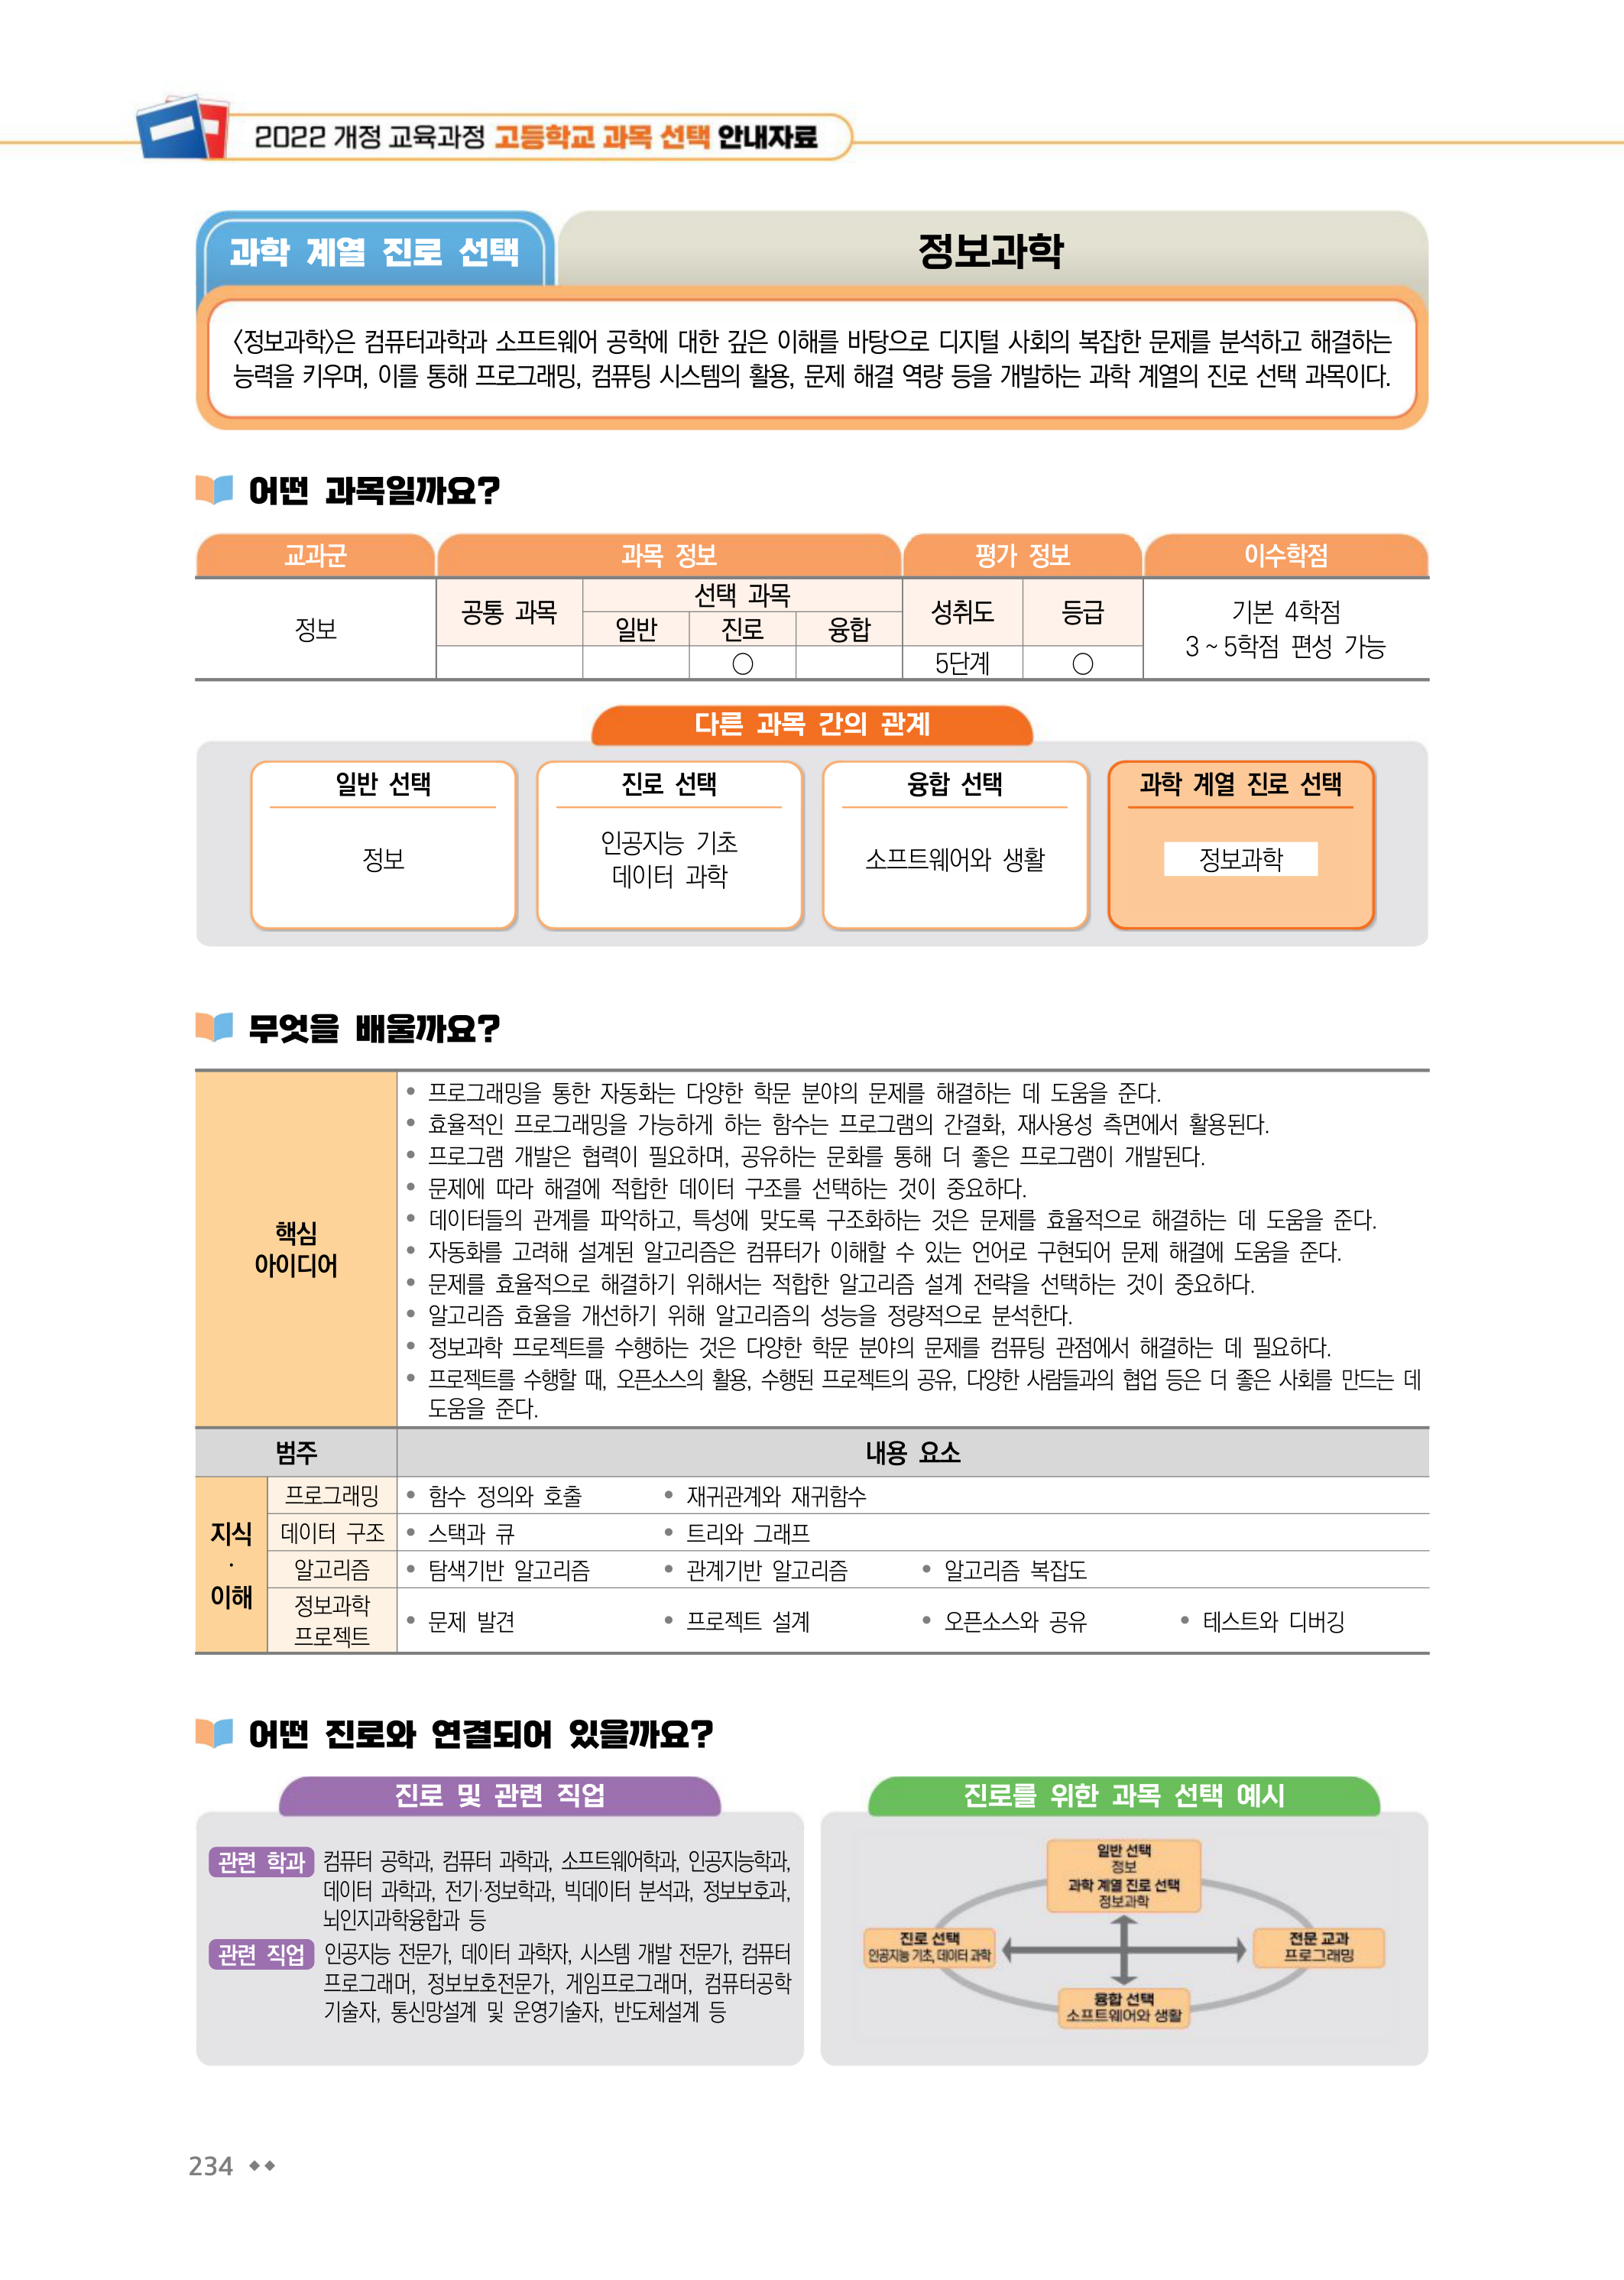 2022 개정 교육과정 고등학교 과목 선택 안내자료
과학 계열 진로 선택
정보과학
〈정보과학〉은 컴퓨터과학과 소프트웨어 공학에 대한 깊은 이해를 바탕으로 디지털 사회의 복잡한 문제를 분석하고 해결하는
능력을 키우며, 이를 통해 프로그래밍, 컴퓨팅 시스템의 활용, 문제 해결 역량 등을 개발하는 과학 계열의 진로 선택 과목이다.
어떤 과목일까요?
교과군 과목 정보 평가 정보 이수학점
정보 공통 과목 선택 과목 성취도 등급 기본 4학점
일반 진로 융합 3 ~ 5학점 편성 가능
○ 5단계 ○
다른 과목 간의 관계
일반 선택
정보
진로 선택
인공지능 기초
데이터 과학
융합 선택
소프트웨어와 생활
과학 계열 진로 선택
정보과학
무엇을 배울까요?
핵심
아이디어
• 프로그래밍을 통한 자동화는 다양한 학문 분야의 문제를 해결하는 데 도움을 준다.
• 효율적인 프로그래밍을 가능하게 하는 함수는 프로그램의 간결화, 재사용성 측면에서 활용된다.
• 프로그램 개발은 협력이 필요하며, 공유하는 문화를 통해 더 좋은 프로그램이 개발된다.
• 문제에 따라 해결에 적합한 데이터 구조를 선택하는 것이 중요하다.
• 데이터들의 관계를 파악하고, 특성에 맞도록 구조화하는 것은 문제를 효율적으로 해결하는 데 도움을 준다.
• 자동화를 고려해 설계된 알고리즘은 컴퓨터가 이해할 수 있는 언어로 구현되어 문제 해결에 도움을 준다.
• 문제를 효율적으로 해결하기 위해서는 적합한 알고리즘 설계 전략을 선택하는 것이 중요하다.
• 알고리즘 효율을 개선하기 위해 알고리즘의 성능을 정량적으로 분석한다.
• 정보과학 프로젝트를 수행하는 것은 다양한 학문 분야의 문제를 컴퓨팅 관점에서 해결하는 데 필요하다.
• 프로젝트를 수행할 때, 오픈소스의 활용, 수행된 프로젝트의 공유, 다양한 사람들과의 협업 등은 더 좋은 사회를 만드는 데
도움을 준다.
범주 내용 요소
지식
·
이해
프로그래밍 • 함수 정의와 호출 • 재귀관계와 재귀함수
데이터 구조 • 스택과 큐 • 트리와 그래프
알고리즘 • 탐색기반 알고리즘 • 관계기반 알고리즘 • 알고리즘 복잡도
정보과학
프로젝트 • 문제 발견 • 프로젝트 설계 • 오픈소스와 공유 • 테스트와 디버깅
어떤 진로와 연결되어 있을까요?
진로 및 관련 직업
관련 학과 컴퓨터 공학과, 컴퓨터 과학과, 소프트웨어학과, 인공지능학과,
데이터 과학과, 전기·정보학과, 빅데이터 분석과, 정보보호과,
뇌인지과학융합과 등
관련 직업 인공지능 전문가, 데이터 과학자, 시스템 개발 전문가, 컴퓨터
프로그래머, 정보보호전문가, 게임프로그래머, 컴퓨터공학
기술자, 통신망설계 및 운영기술자, 반도체설계 등
진로를 위한 과목 선택 예시
일반 선택
정보
과학 계열 진로 선택
정보과학
진로 선택
인공지능 기초, 데이터 과학
전문 교과
프로그래밍
융합 선택
소프트웨어와 생활
234